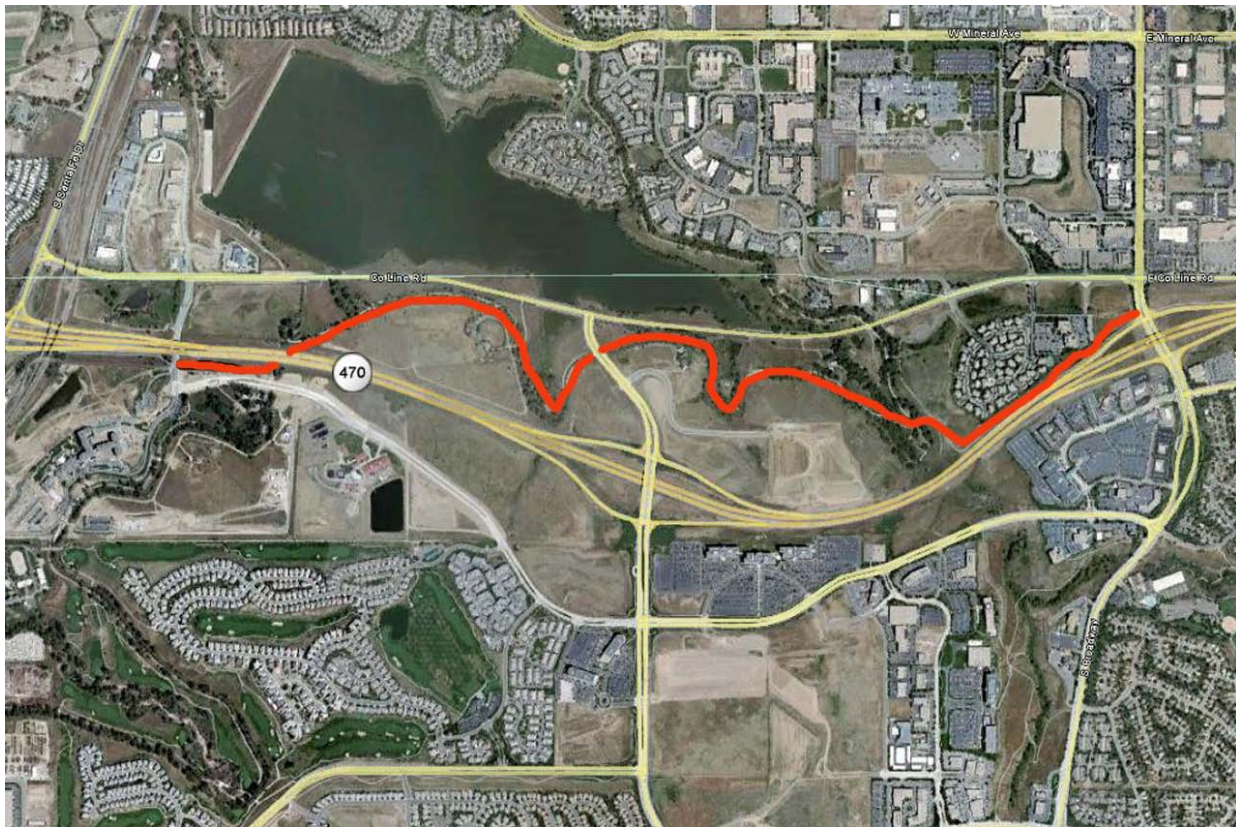 W Mineral Ave
E Mineral Ave
S Santa Fe Dr
Co Line Rd
E Co Line Rd
470
S Broadway